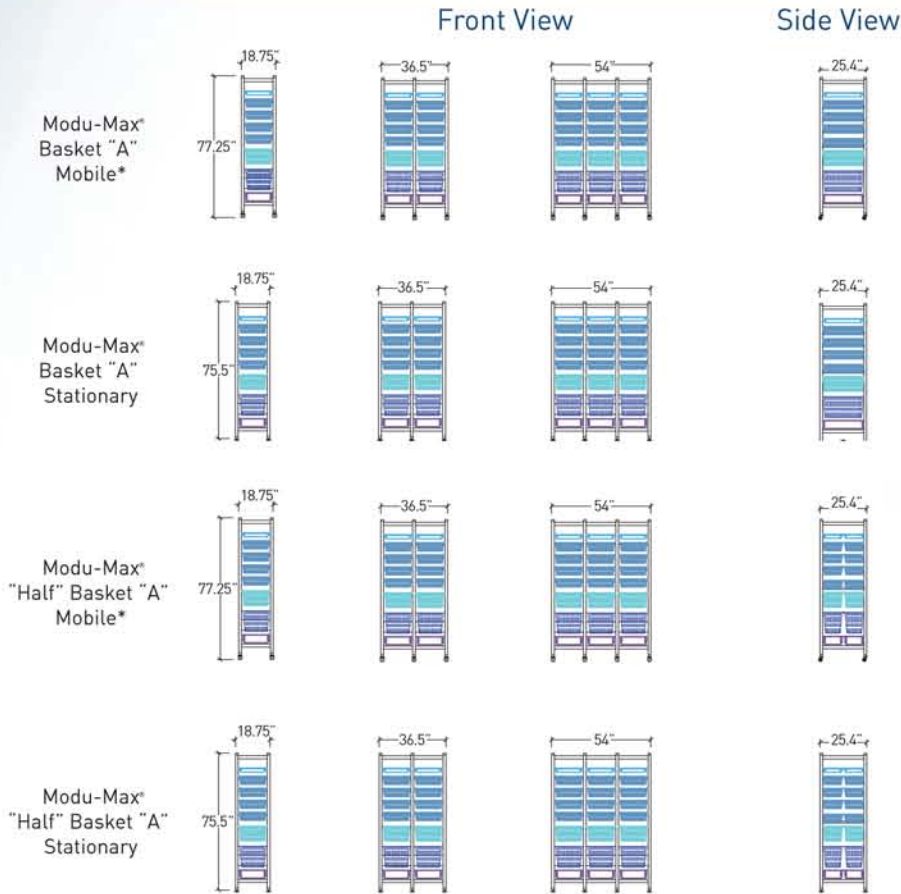 Front View
Side View
18.75"
36.5"
54"
25.4"
77.25"
Modu-Max®
Basket "A"
Mobile*
18.75"
36.5"
54"
25.4"
75.5"
Modu-Max®
Basket "A"
Stationary
18.75"
36.5"
54"
25.4"
77.25"
Modu-Max®
"Half" Basket "A"
Mobile*
18.75"
36.5"
54"
25.4"
75.5"
Modu-Max®
"Half" Basket "A"
Stationary